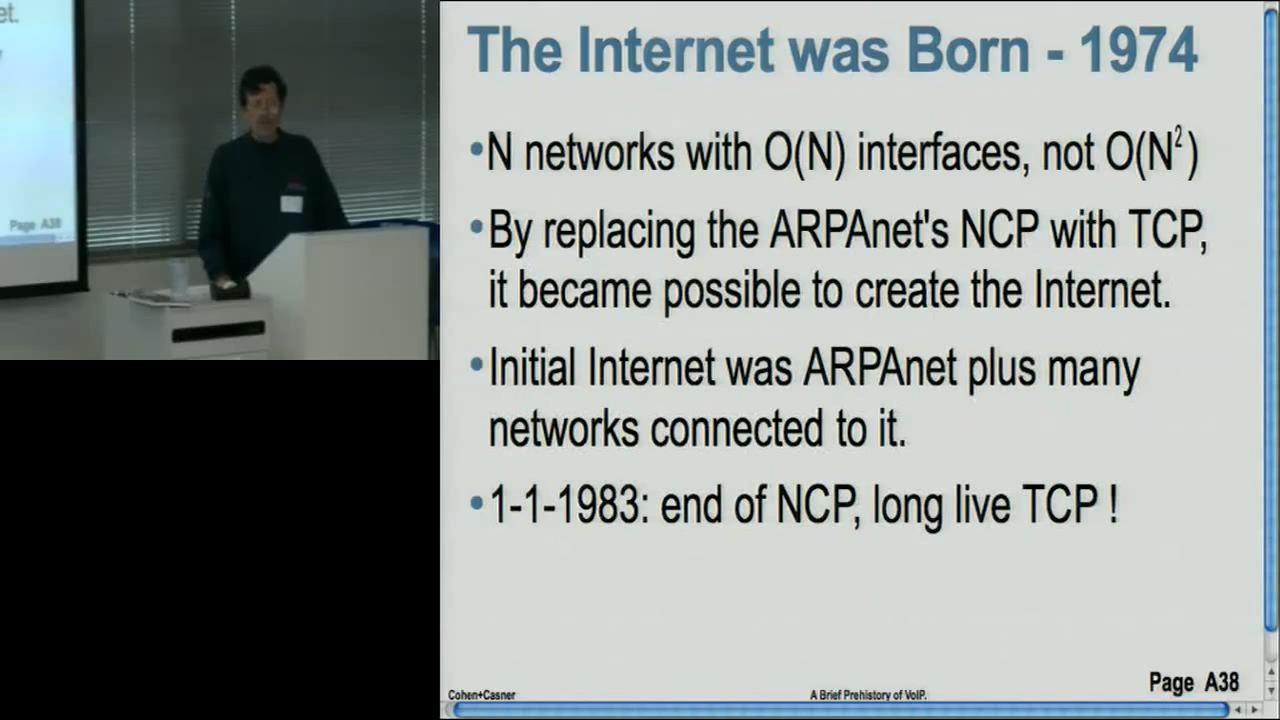 et.
Page A38
The Internet was Born - 1974
•N networks with O(N) interfaces, not O(N²)
•By replacing the ARPAnet's NCP with TCP,
it became possible to create the Internet.
•Initial Internet was ARPAnet plus many
networks connected to it.
•1-1-1983: end of NCP, long live TCP !
Cohen+Casner
A Brief Prehistory of VoIP.
Page A38